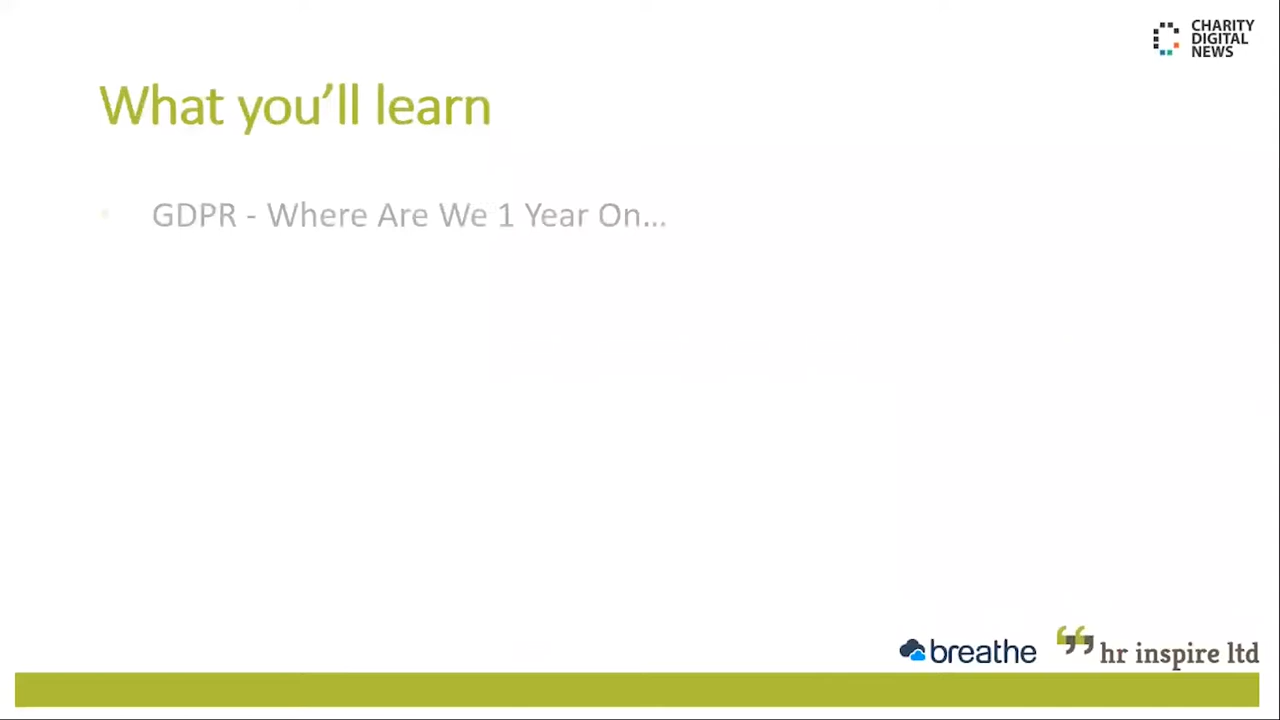 CHARITY
DIGITAL
NEWS
What you’ll learn
• GDPR - Where Are We 1 Year On...
breathe
hr inspire ltd